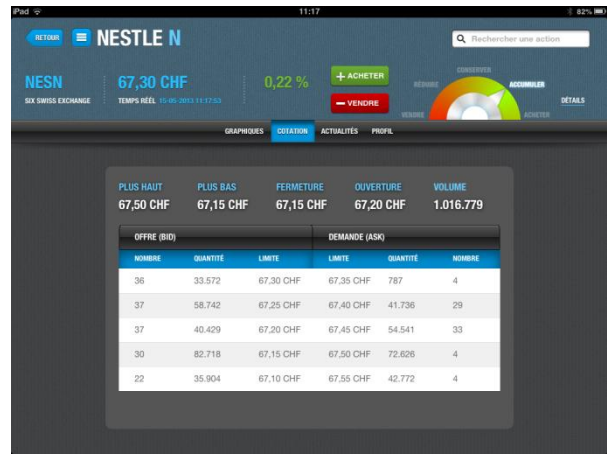 iPad 11:17 82%
RETOUR NESTLE N Rechercher une action
NESN 67,30 CHF 0,22 % + ACHETER
SIX SWISS EXCHANGE TEMPS RÉEL 15-05-2013 11:17:53 — VENDRE
VENDRE RÉDUIRE CONSERVER ACCUMULER ACHETER DÉTAILS
GRAPHIQUES COTATION ACTUALITÉS PROFIL
PLUS HAUT PLUS BAS FERMETURE OUVERTURE VOLUME
67,50 CHF 67,15 CHF 67,15 CHF 67,20 CHF 1.016.779
OFFRE (BID) DEMANDE (ASK)
NOMBRE QUANTITÉ LIMITE LIMITE QUANTITÉ NOMBRE
36 33.572 67,30 CHF 67,35 CHF 787 4
37 58.742 67,25 CHF 67,40 CHF 41.736 29
37 40.429 67,20 CHF 67,45 CHF 54.541 33
30 82.718 67,15 CHF 67,50 CHF 72.626 4
22 35.904 67,10 CHF 67,55 CHF 42.772 4